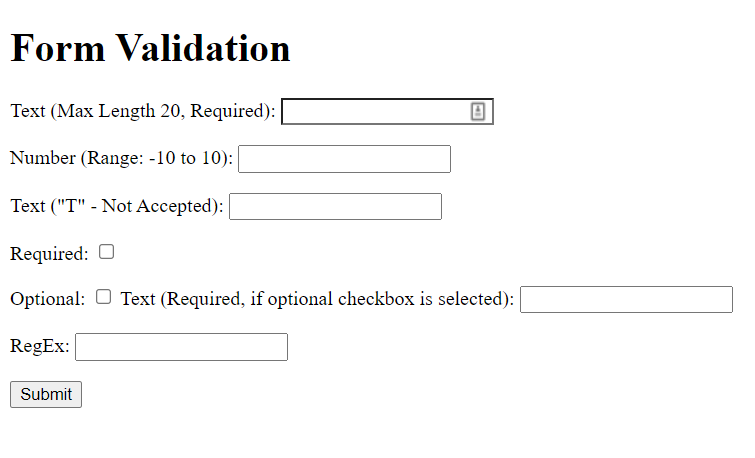 Form Validation
Text (Max Length 20, Required):
Number (Range: -10 to 10):
Text ("T" - Not Accepted):
Required:
Optional: Text (Required, if optional checkbox is selected):
RegEx:
Submit